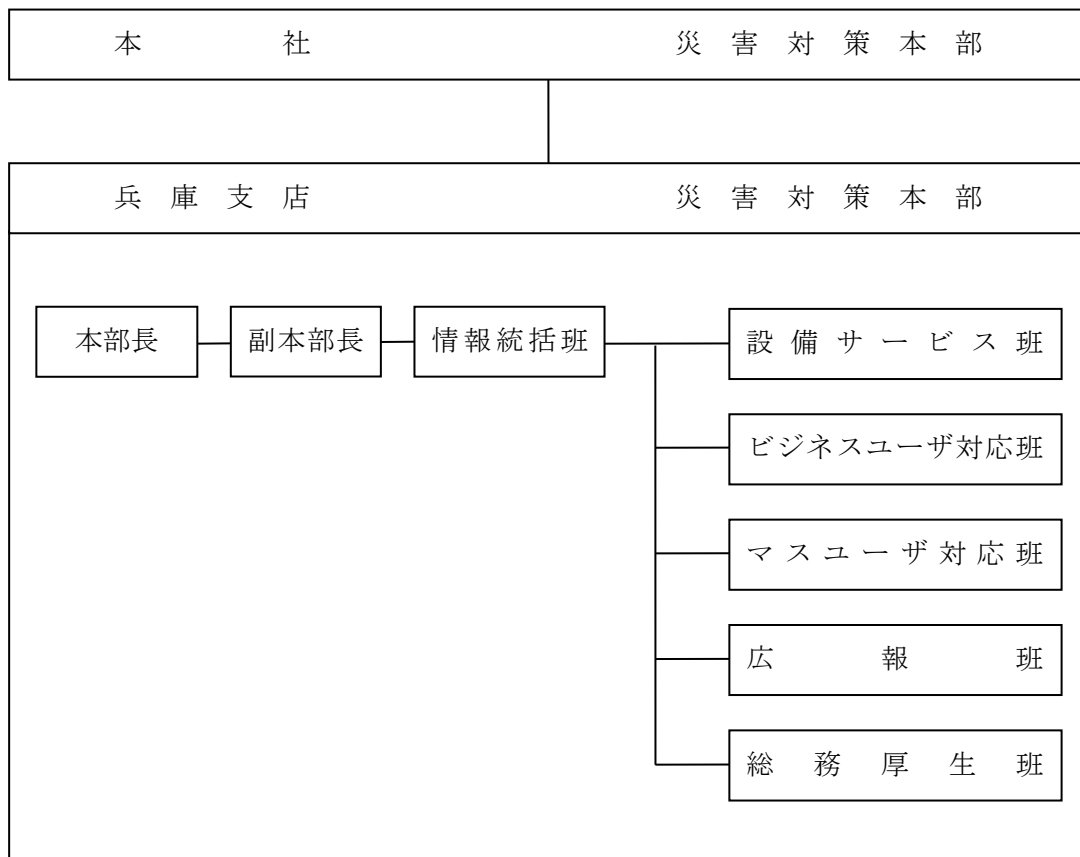 本社 災害対策本部
兵庫支店 災害対策本部
本部長 副本部長 情報統括班 設備サービス班
ビジネスユーザ対応班
マスユーザ対応班
広報班
総務厚生班